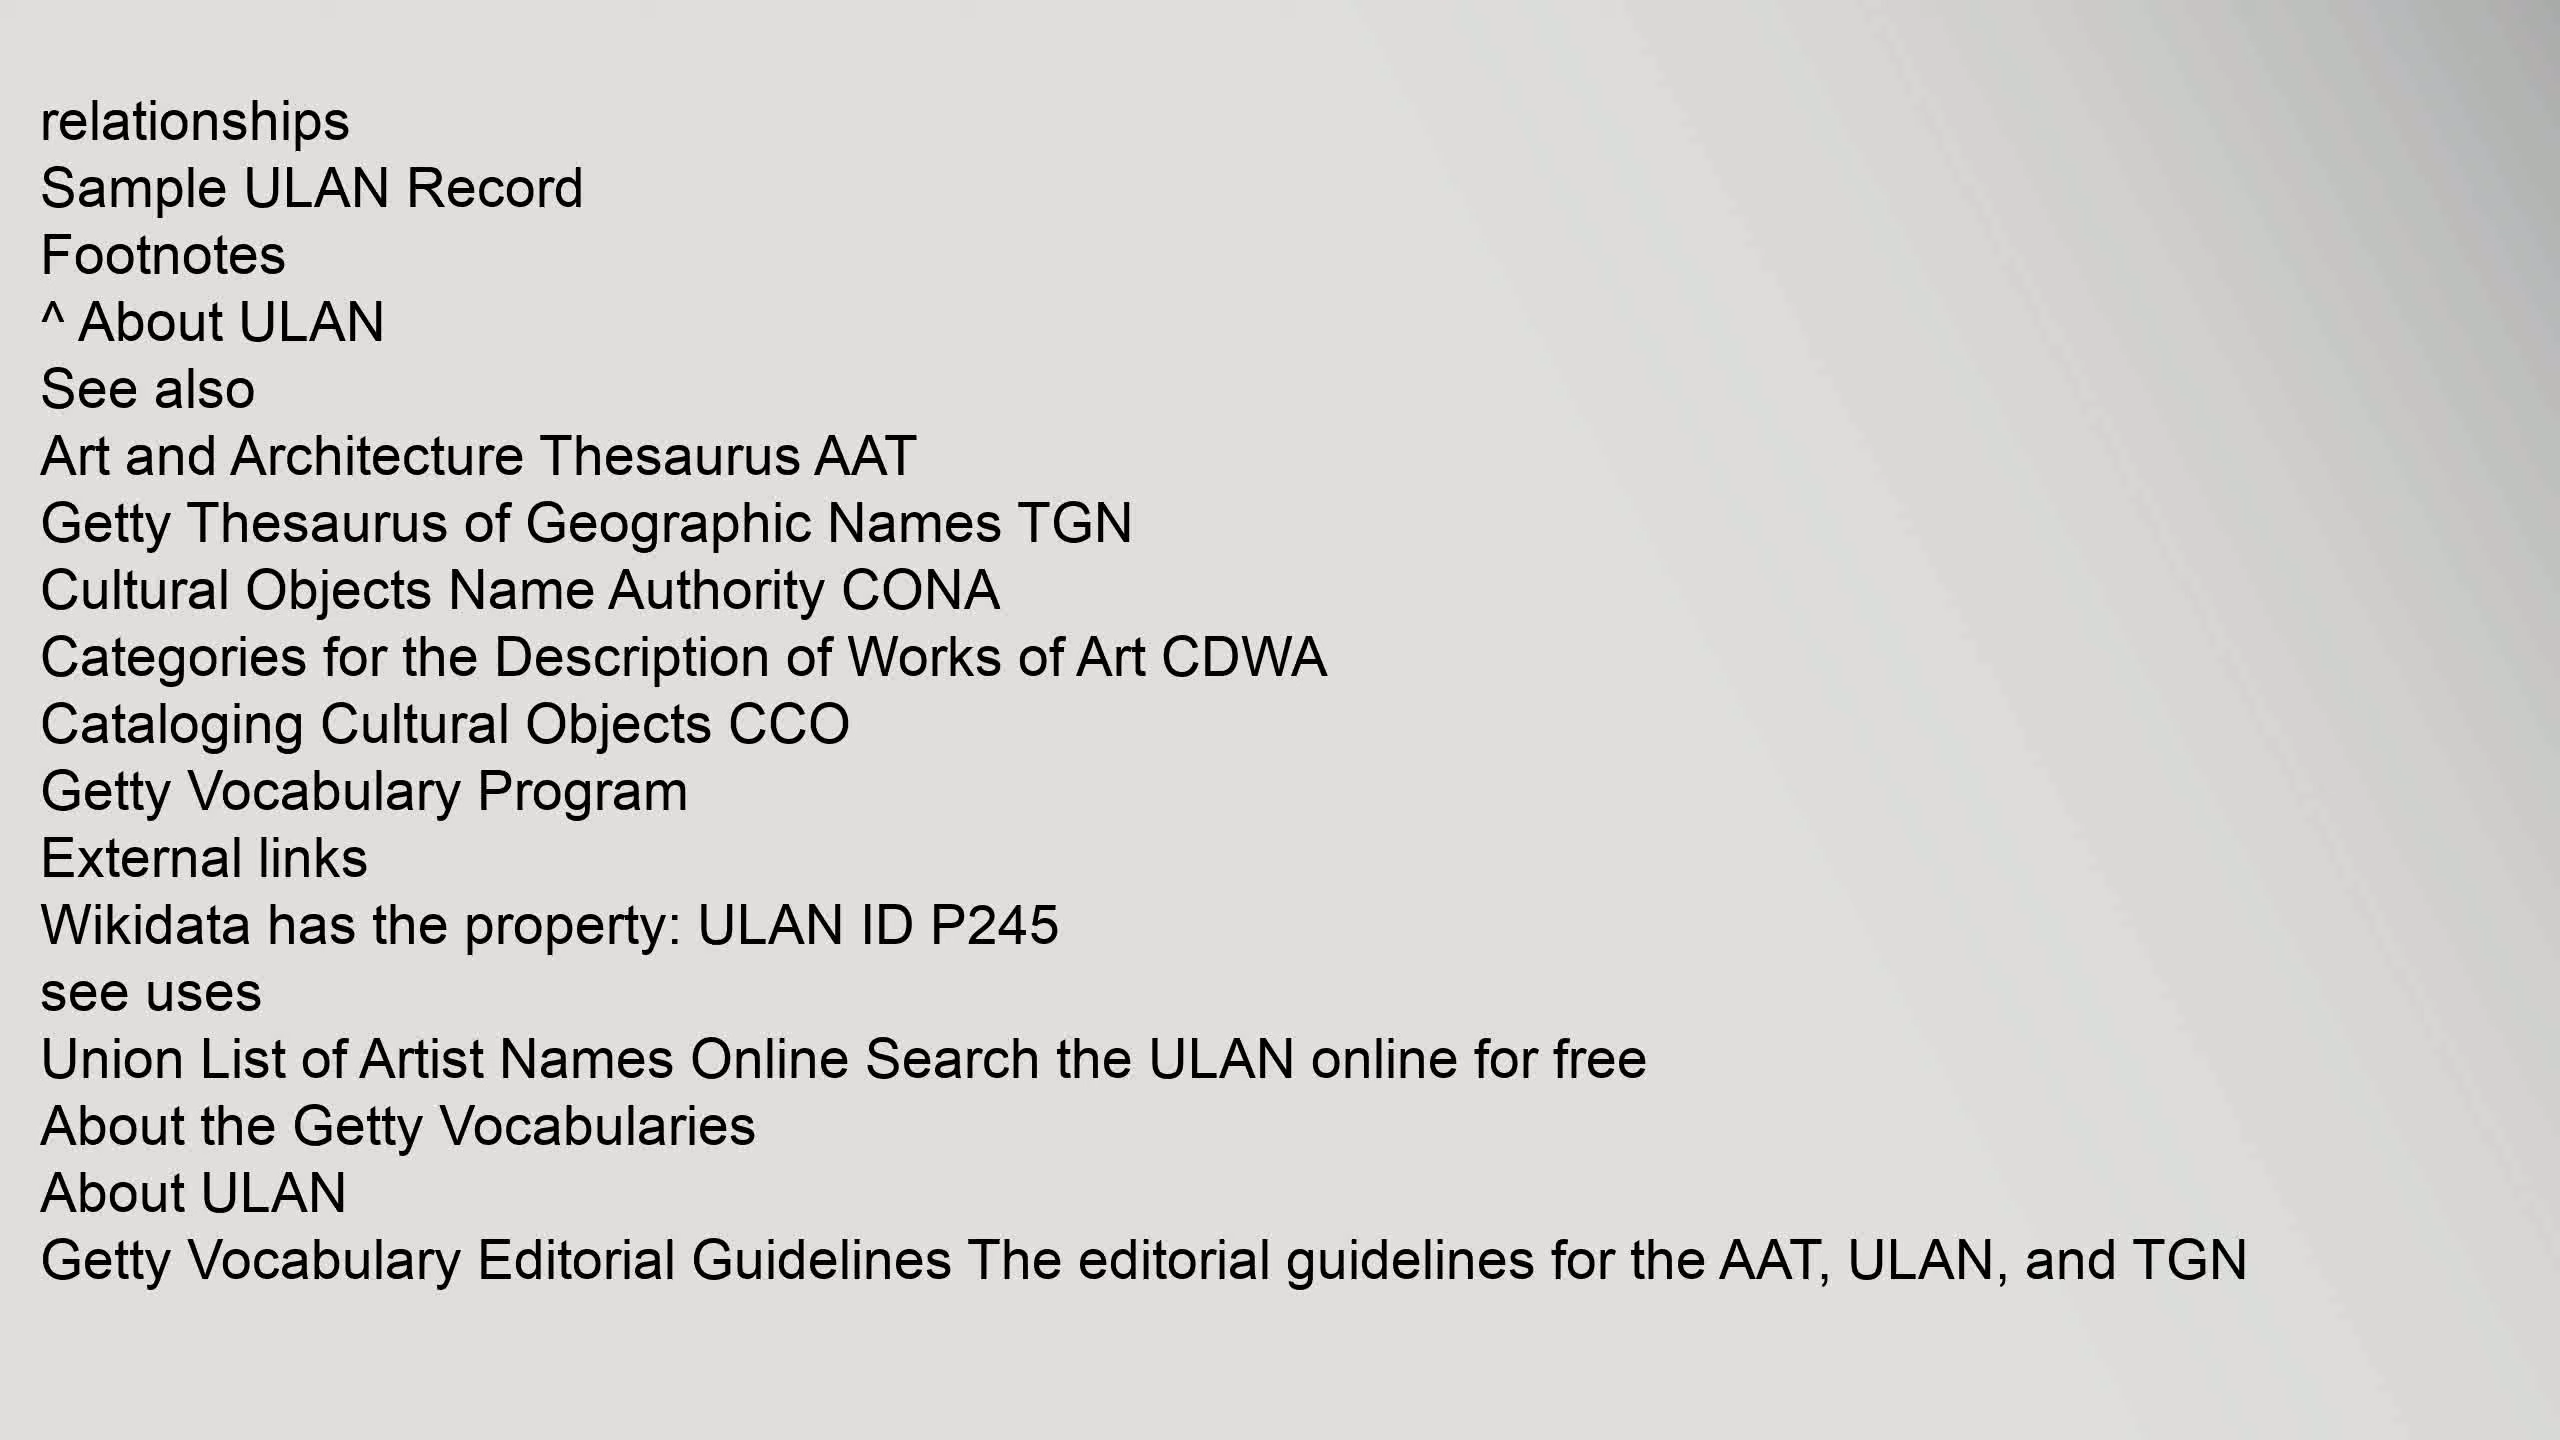 relationships
Sample ULAN Record
Footnotes
^ About ULAN
See also
Art and Architecture Thesaurus AAT
Getty Thesaurus of Geographic Names TGN
Cultural Objects Name Authority CONA
Categories for the Description of Works of Art CDWA
Cataloging Cultural Objects CCO
Getty Vocabulary Program
External links
Wikidata has the property: ULAN ID P245
see uses
Union List of Artist Names Online Search the ULAN online for free
About the Getty Vocabularies
About ULAN
Getty Vocabulary Editorial Guidelines The editorial guidelines for the AAT, ULAN, and TGN